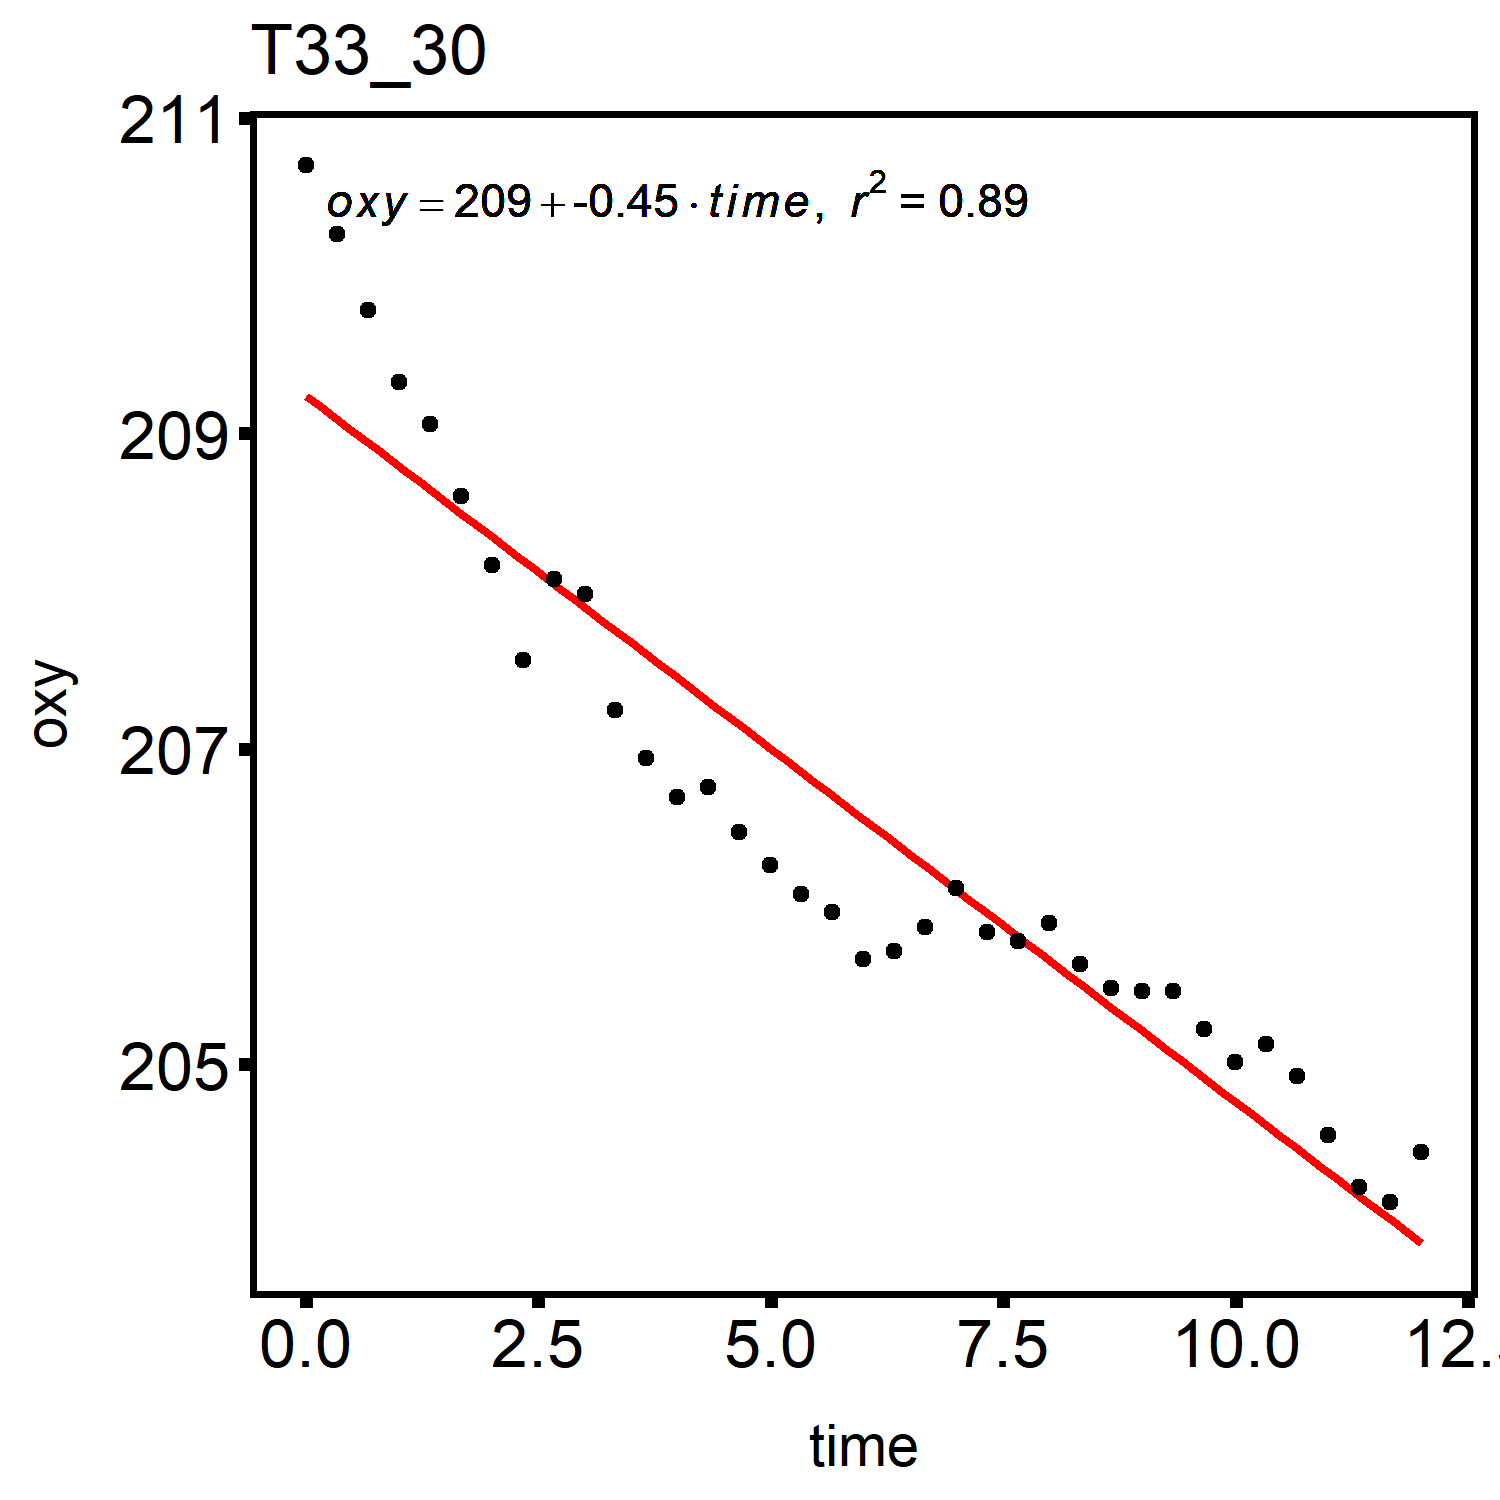 T33_30
211
oxy = 209 + -0.45 · time, r² = 0.89
209
207
205
oxy
0.0 2.5 5.0 7.5 10.0 12.
time